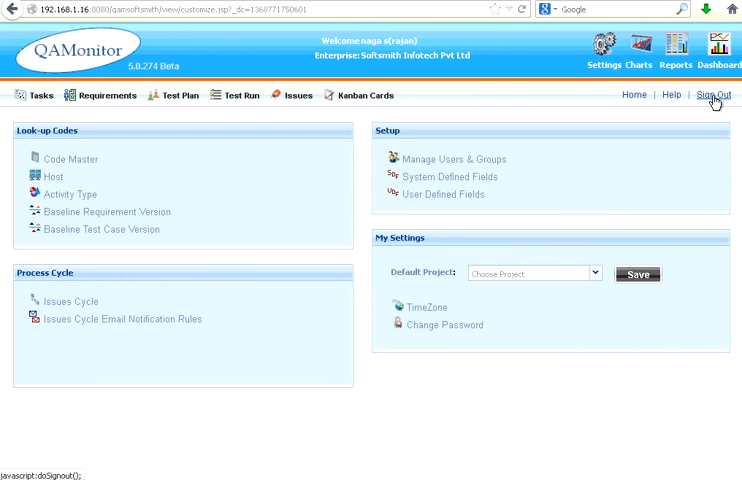 192.168.1.16:8080/qamsoftsmith/view/customize.jsp?_dc=1368771750601
Google
QAMonitor
5.0.274 Beta
Welcome naga s(rajan)
Enterprise: Softsmith Infotech Pvt Ltd
Settings Charts Reports Dashboard
Tasks Requirements Test Plan Test Run Issues Kanban Cards Home | Help | Sign Out
Look-up Codes
Code Master
Host
Activity Type
Baseline Requirement Version
Baseline Test Case Version
Setup
Manage Users & Groups
SDF System Defined Fields
UDF User Defined Fields
Process Cycle
Issues Cycle
Issues Cycle Email Notification Rules
My Settings
Default Project: Choose Project Save
TimeZone
Change Password
javascript:doSignout();